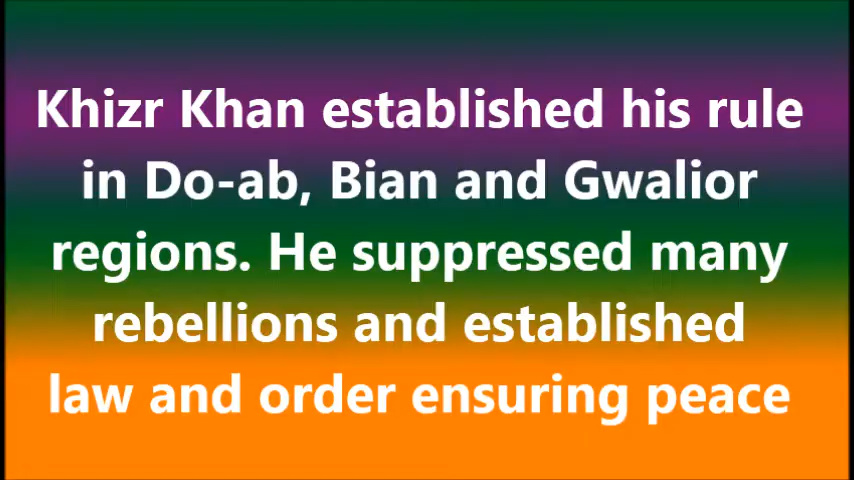 Khizr Khan established his rule
in Do-ab, Bian and Gwalior
regions. He suppressed many
rebellions and established
law and order ensuring peace